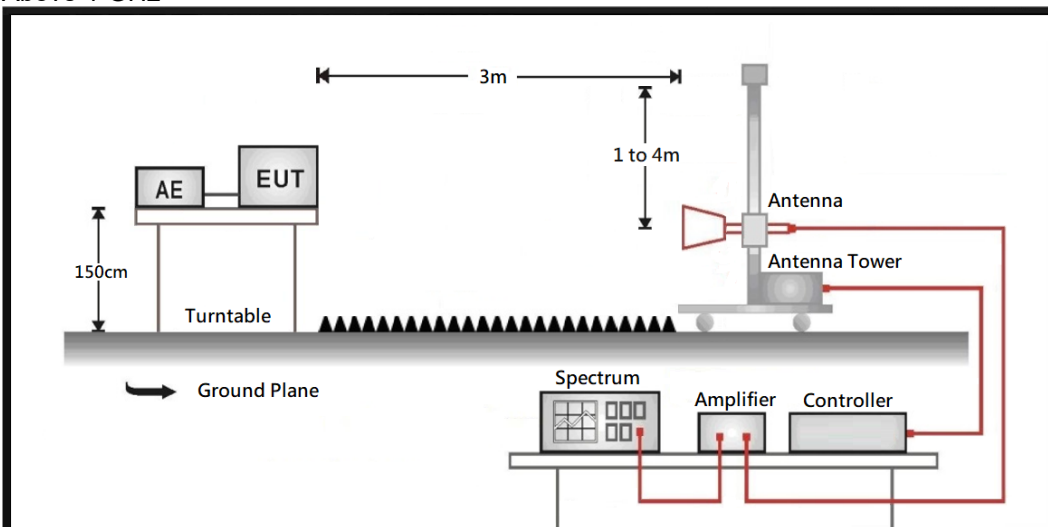 3m
1 to 4m
AE
EUT
Antenna
150cm
Antenna Tower
Turntable
Ground Plane
Spectrum
Amplifier
Controller